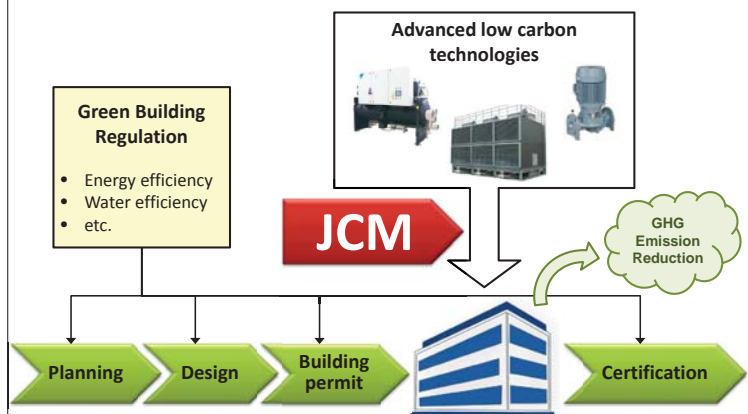 Advanced low carbon
technologies
Green Building
Regulation
• Energy efficiency
• Water efficiency
• etc.
JCM
GHG
Emission
Reduction
Planning
Design
Building
permit
Certification